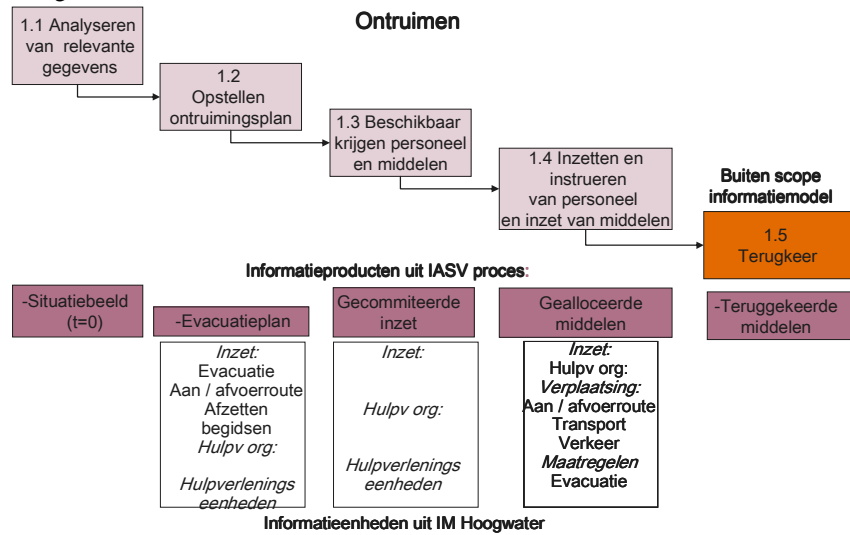 Ontruimen
1.1 Analyseren
van relevante
gegevens
1.2
Opstellen
ontruimingsplan
1.3 Beschikbaar
krijgen personeel
en middelen
1.4 Inzetten en
instrueren
van personeel
en inzet van middelen
Buiten scope
informatiemodel
1.5
Terugkeer
Informatieproducten uit IASV proces:
-Situatiebeeld
(t=0)
-Evacuatieplan
Gecommiteerde
inzet
Gealloceerde
middelen
-Teruggekeerde
middelen
Inzet:
Evacuatie
Aan / afvoerroute
Afzetten
begidsen
Hulpv org:
Hulpverlenings
eenheden
Inzet:
Hulpv org:
Hulpverlenings
eenheden
Inzet:
Hulpv org:
Verplaatsing:
Aan / afvoerroute
Transport
Verkeer
Maatregelen
Evacuatie
Informatieenheden uit IM Hoogwater